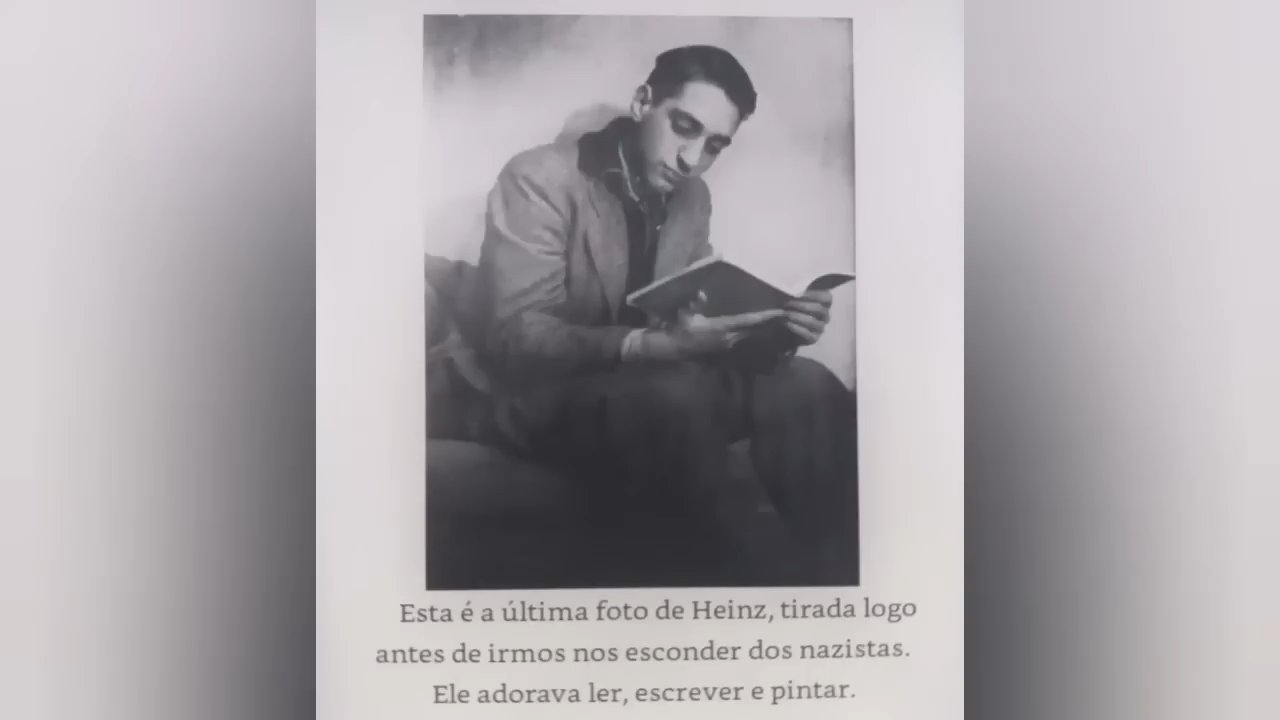 Esta é a última foto de Heinz, tirada logo
antes de irmos nos esconder dos nazistas.
Ele adorava ler, escrever e pintar.